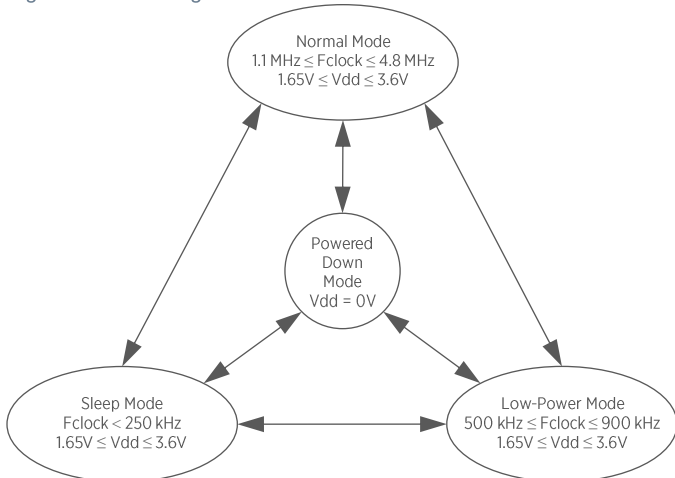 Normal Mode
1.1 MHz ≤ Fclock ≤ 4.8 MHz
1.65V ≤ Vdd ≤ 3.6V
Powered
Down
Mode
Vdd = 0V
Sleep Mode
Fclock < 250 kHz
1.65V ≤ Vdd ≤ 3.6V
Low-Power Mode
500 kHz ≤ Fclock ≤ 900 kHz
1.65V ≤ Vdd ≤ 3.6V